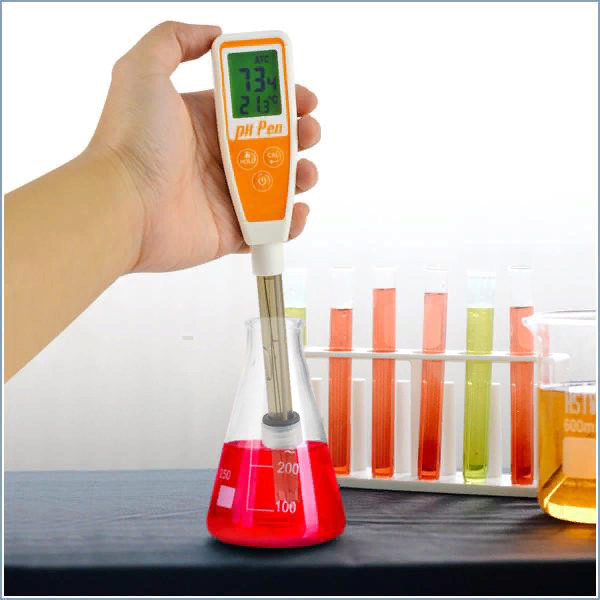 ATC
7.34
21.3°C
pH Pen
HOLD
CAL
250
~
200
100
600m